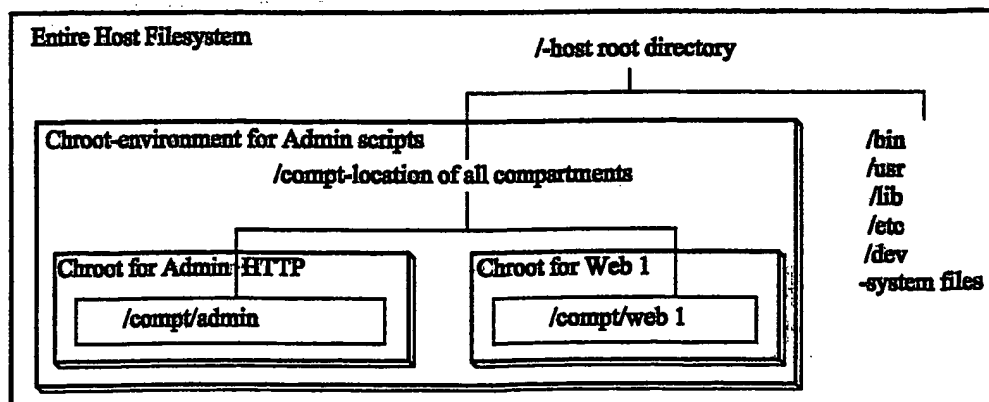 Entire Host Filesystem
/-host root directory
Chroot-environment for Admin scripts
/compt-location of all compartments
/bin
/usr
/lib
/etc
/dev
-system files
Chroot for Admin HTTP
/compt/admin
Chroot for Web 1
/compt/web 1